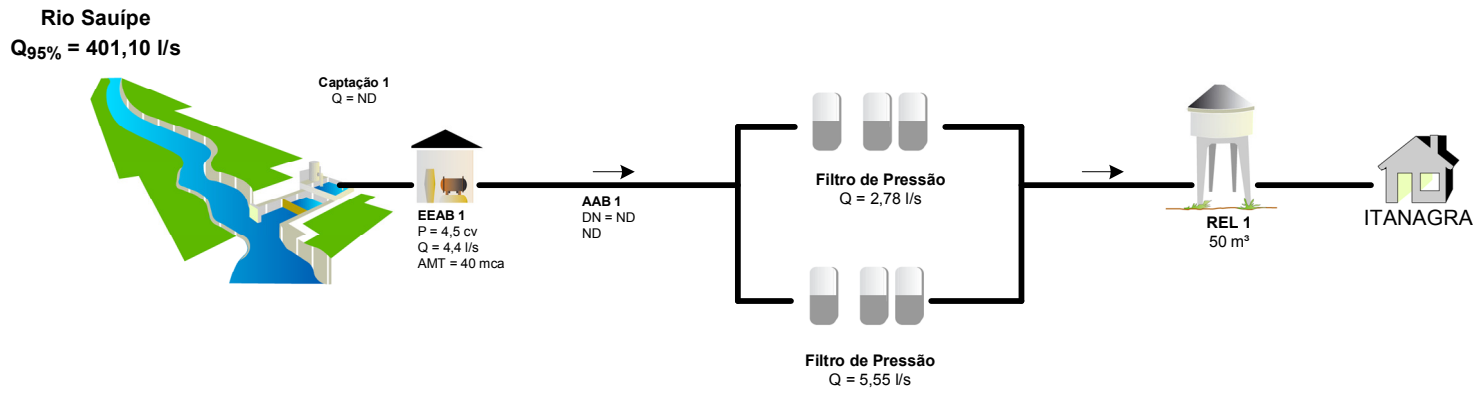 Rio Sauípe
Q95% = 401,10 l/s
Captação 1
Q = ND
EEAB 1
P = 4,5 cv
Q = 4,4 l/s
AMT = 40 mca
AAB 1
DN = ND
ND
Filtro de Pressão
Q = 2,78 l/s
Filtro de Pressão
Q = 5,55 l/s
REL 1
50 m³
ITANAGRA